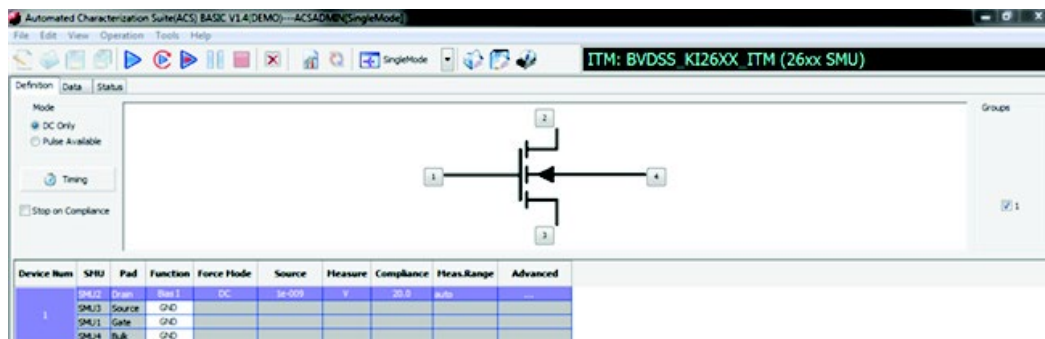 Automated Characterization Suite(ACS) BASIC V1.4(DEMO)---ACSADMIN[SingleMode]
File Edit View Operation Tools Help
SingleMode
ITM: BVDSS_KI26XX_ITM (26xx SMU)
Definition Data Status
Mode
DC Only
Pulse Available
Timing
Stop on Compliance
Groups
1
2
1
4
3
Device Num SMU Pad Function Force Mode Source Measure Compliance Meas.Range Advanced
1 SMU2 Drain Bias I DC 1e-009 V 20.0 auto ...
SMU3 Source GND
SMU1 Gate GND
SMU4 Bulk GND